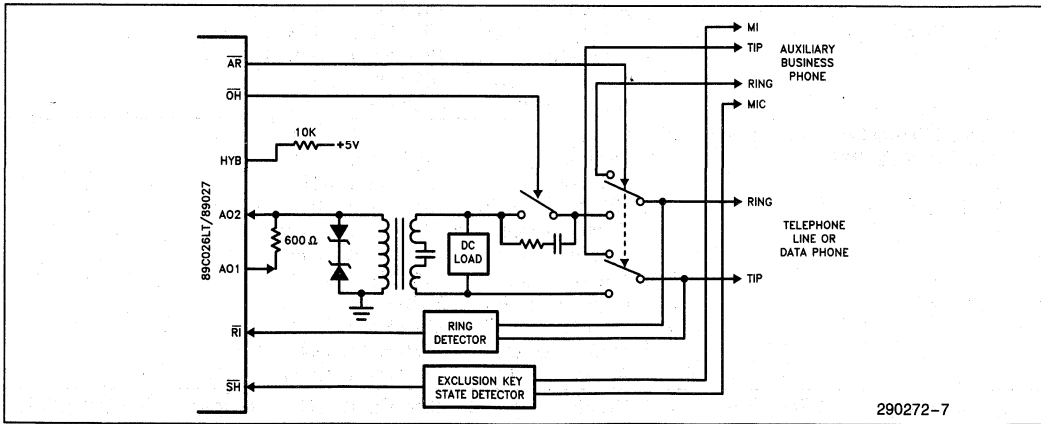 MI
TIP
AUXILIARY
BUSINESS
PHONE
RING
MIC
AR
OH
10K
+5V
HYB
89C026LT/89027
AO2
600 Ω
AO1
DC
LOAD
RING
TELEPHONE
LINE OR
DATA PHONE
TIP
RI
RING
DETECTOR
SH
EXCLUSION KEY
STATE DETECTOR
290272-7